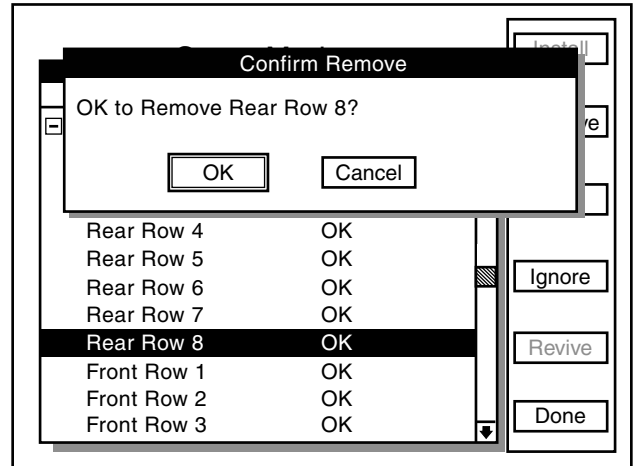 Install
Confirm Remove
OK to Remove Rear Row 8?
OK Cancel
Rear Row 4 OK
Rear Row 5 OK
Rear Row 6 OK
Rear Row 7 OK
Rear Row 8 OK
Front Row 1 OK
Front Row 2 OK
Front Row 3 OK
Ignore
Revive
Done